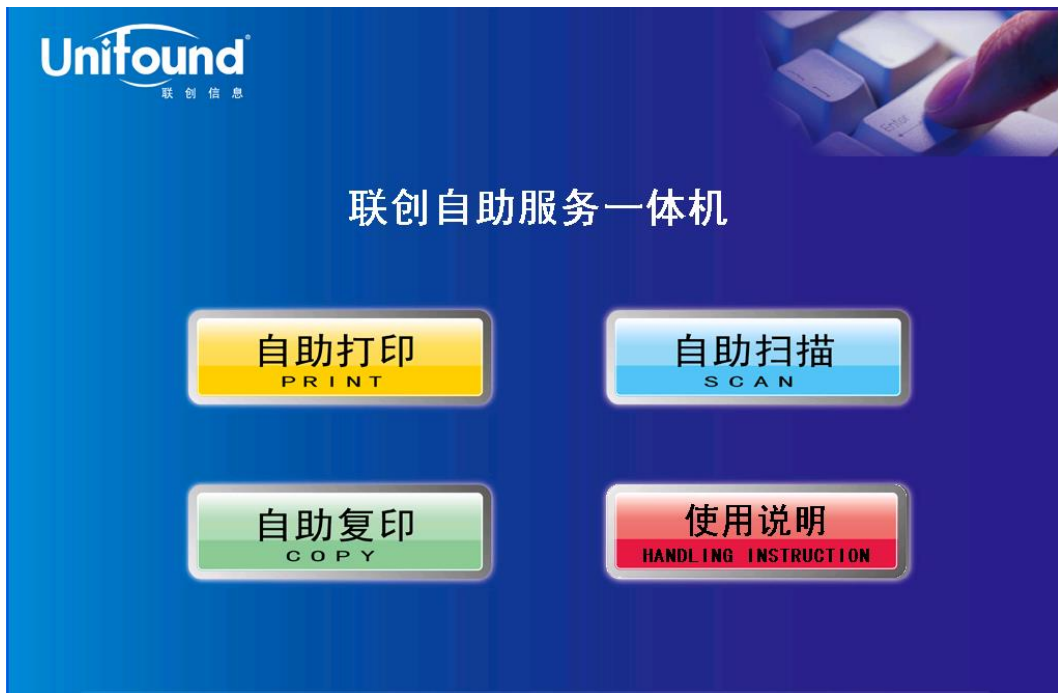 Unifound
联创信息
Enter
联创自助服务一体机
自助打印
PRINT
自助扫描
SCAN
自助复印
COPY
使用说明
HANDLING INSTRUCTION